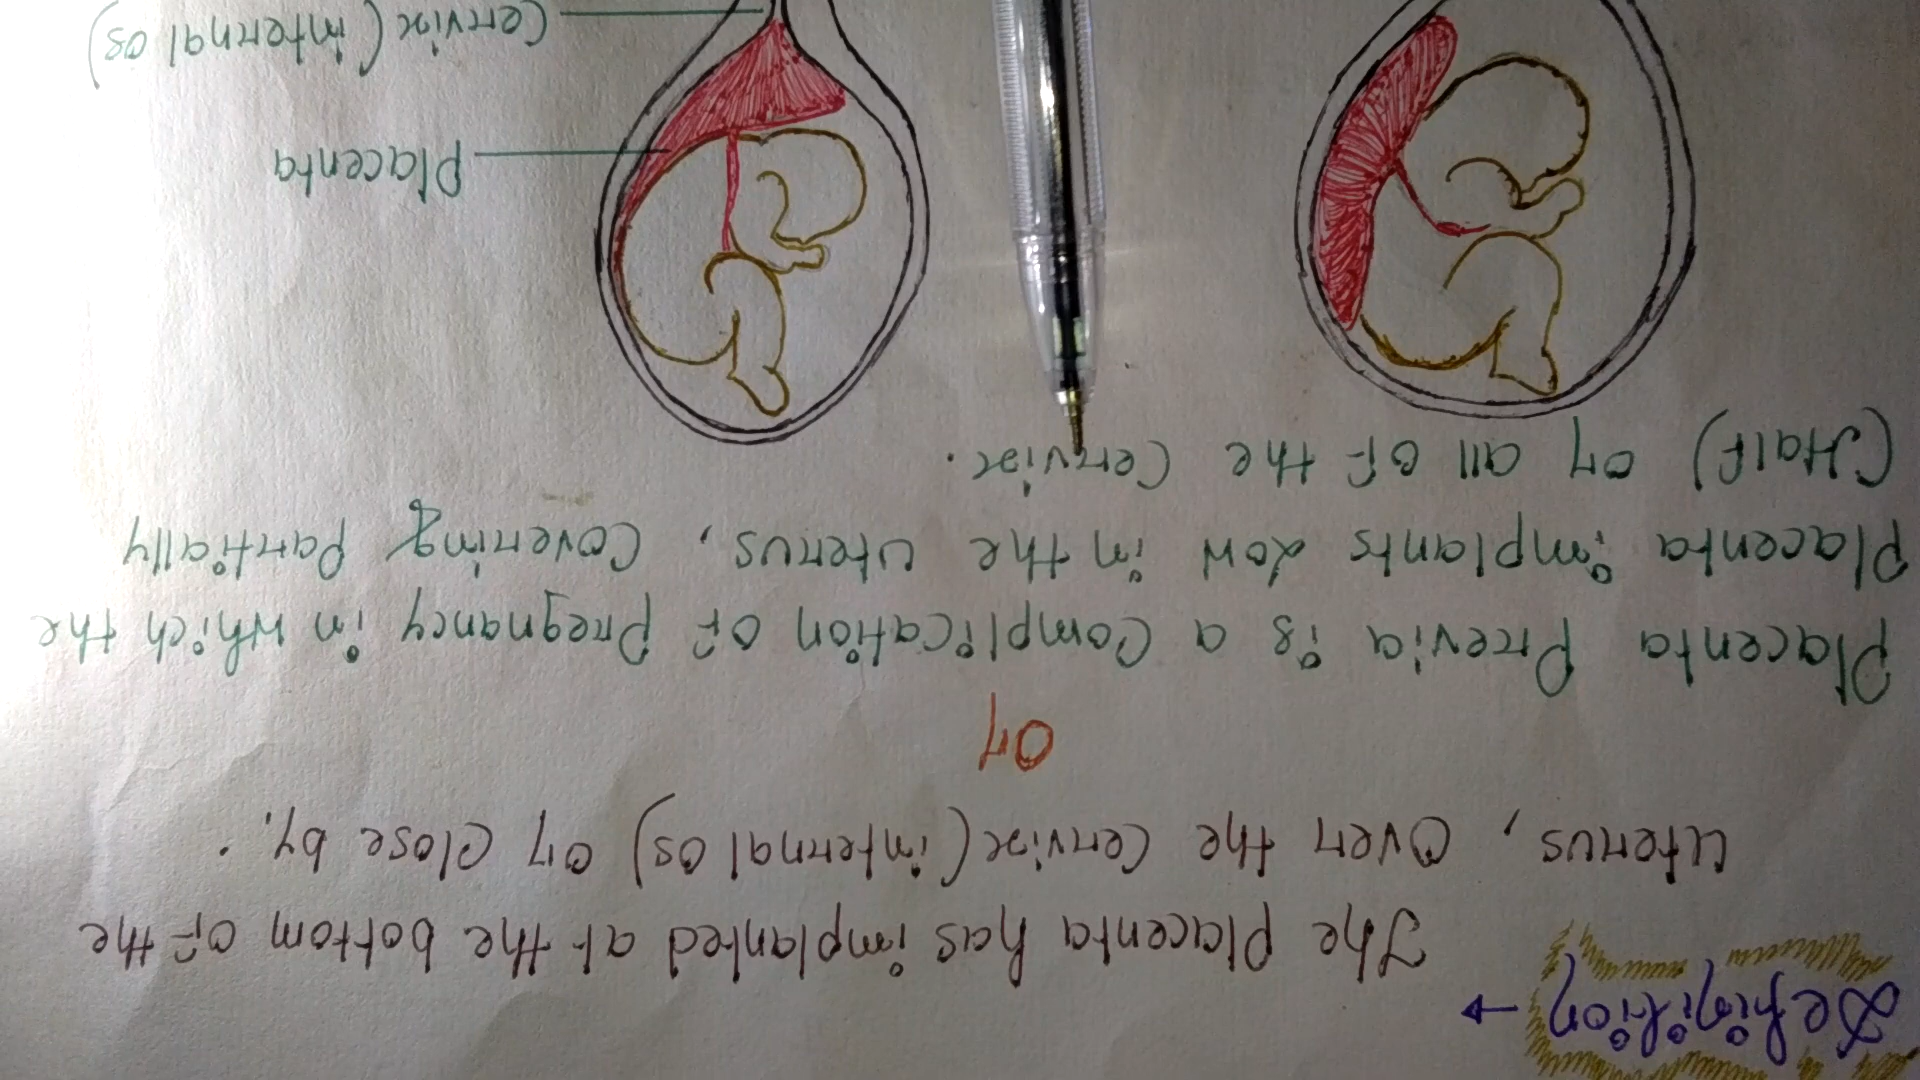 Definition →
The Placenta has implanted at the bottom of the
uterus, Over the Cervix (internal os) or Close by.
or
Placenta Previa is a Complication of Pregnancy in which the
Placenta implants low in the uterus, Covering Partially
(Half) or all of the Cervix.
Placenta
Cervix (internal os)